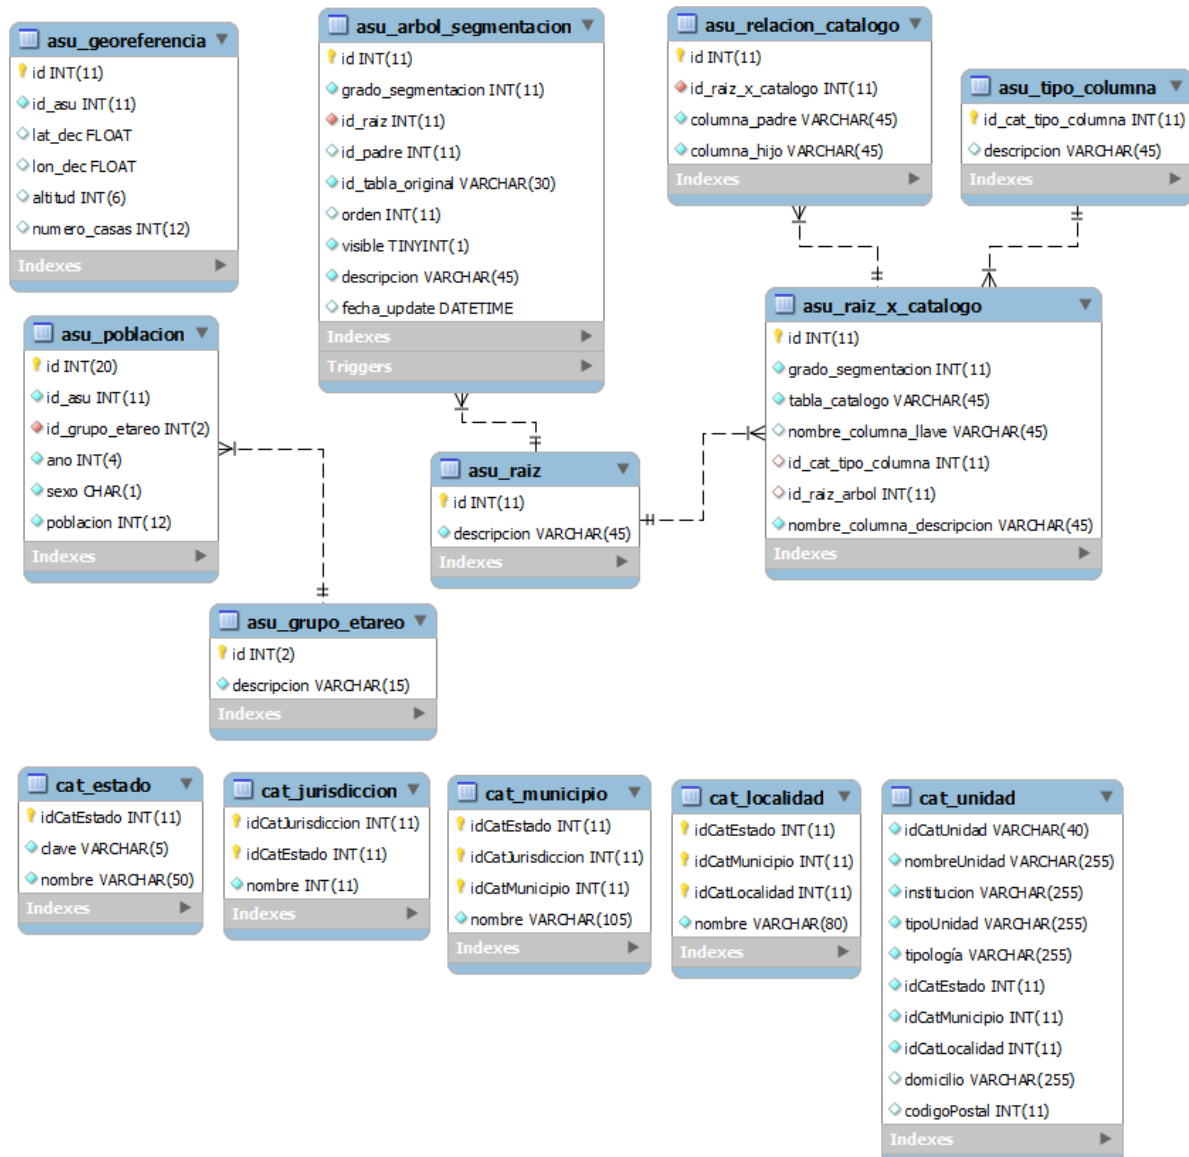 asu_georeferencia
id INT(11)
id_asu INT(11)
lat_dec FLOAT
lon_dec FLOAT
altitud INT(6)
numero_casas INT(12)
Indexes
asu_arbol_segmentacion
id INT(11)
grado_segmentacion INT(11)
id_raiz INT(11)
id_padre INT(11)
id_tabla_original VARCHAR(30)
orden INT(11)
visible TINYINT(1)
descripcion VARCHAR(45)
fecha_update DATETIME
Indexes
Triggers
asu_relacion_catalogo
id INT(11)
id_raiz_x_catalogo INT(11)
columna_padre VARCHAR(45)
columna_hijo VARCHAR(45)
Indexes
asu_tipo_columna
id_cat_tipo_columna INT(11)
descripcion VARCHAR(45)
Indexes
asu_poblacion
id INT(20)
id_asu INT(11)
id_grupo_etareo INT(2)
ano INT(4)
sexo CHAR(1)
poblacion INT(12)
Indexes
asu_raiz
id INT(11)
descripcion VARCHAR(45)
Indexes
asu_raiz_x_catalogo
id INT(11)
grado_segmentacion INT(11)
tabla_catalogo VARCHAR(45)
nombre_columna_llave VARCHAR(45)
id_cat_tipo_columna INT(11)
id_raiz_arbol INT(11)
nombre_columna_descripcion VARCHAR(45)
Indexes
asu_grupo_etareo
id INT(2)
descripcion VARCHAR(15)
Indexes
cat_estado
idCatEstado INT(11)
clave VARCHAR(5)
nombre VARCHAR(50)
Indexes
cat_jurisdiccion
idCatJurisdiccion INT(11)
idCatEstado INT(11)
nombre INT(11)
Indexes
cat_municipio
idCatEstado INT(11)
idCatJurisdiccion INT(11)
idCatMunicipio INT(11)
nombre VARCHAR(105)
Indexes
cat_localidad
idCatEstado INT(11)
idCatMunicipio INT(11)
idCatLocalidad INT(11)
nombre VARCHAR(80)
Indexes
cat_unidad
idCatUnidad VARCHAR(40)
nombreUnidad VARCHAR(255)
institucion VARCHAR(255)
tipoUnidad VARCHAR(255)
tipología VARCHAR(255)
idCatEstado INT(11)
idCatMunicipio INT(11)
idCatLocalidad INT(11)
domicilio VARCHAR(255)
codigoPostal INT(11)
Indexes